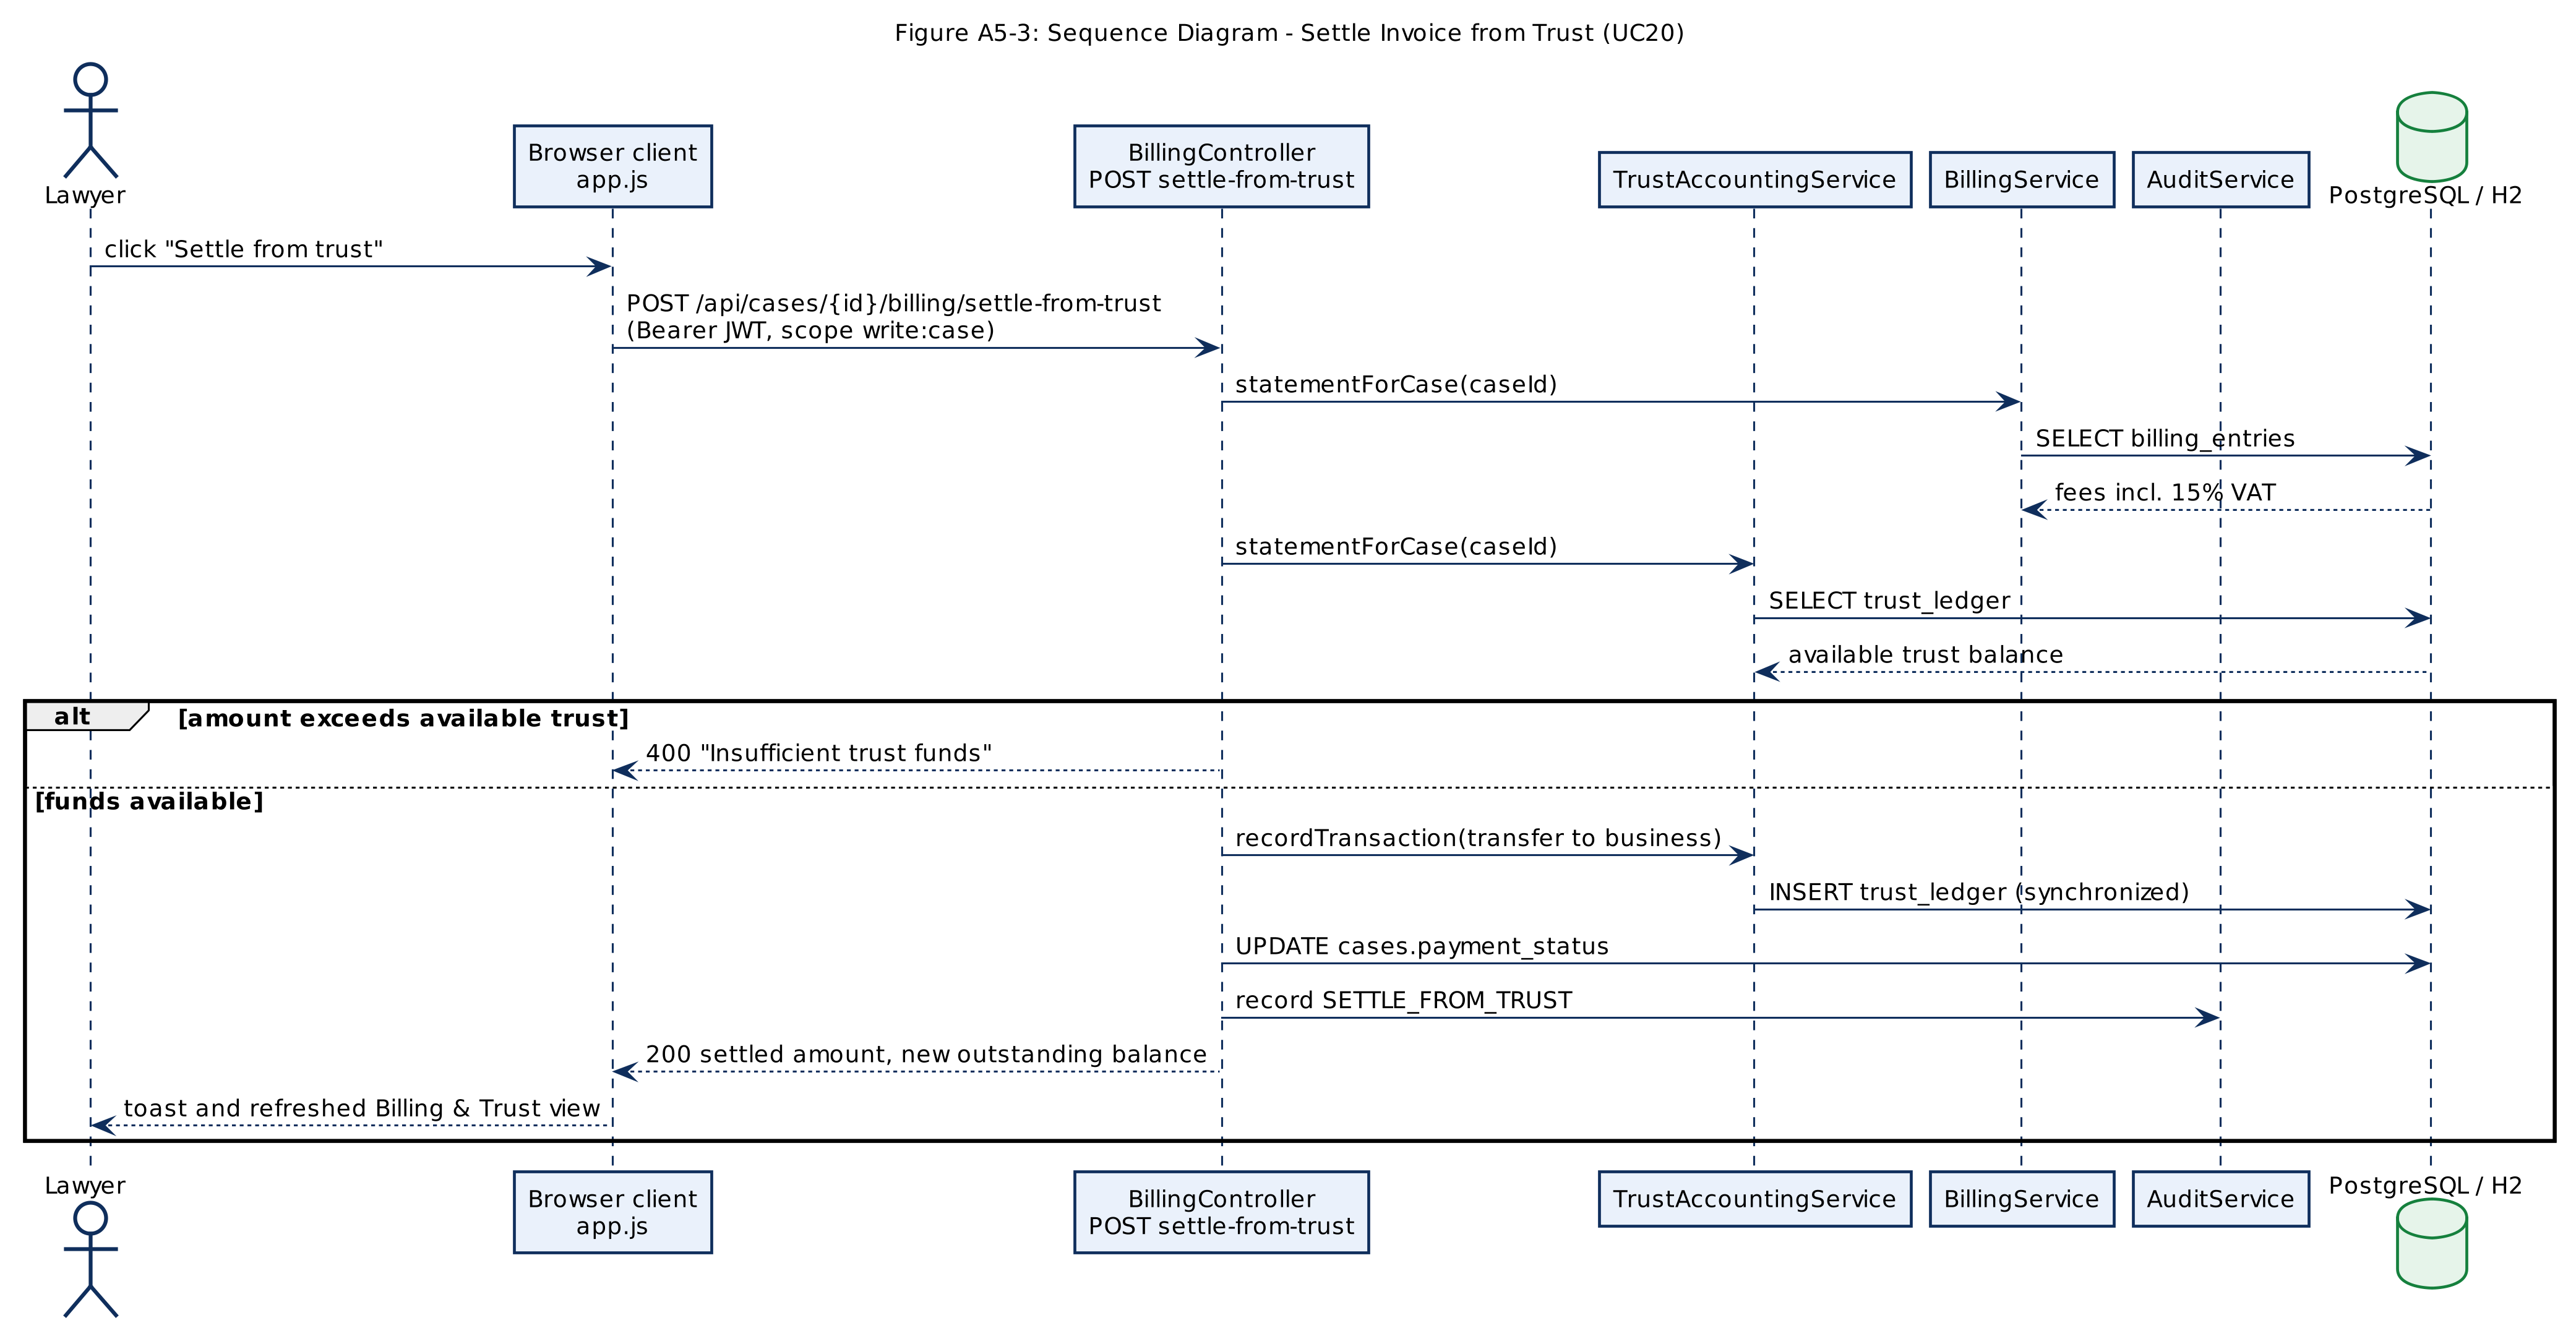 Figure A5-3: Sequence Diagram - Settle Invoice from Trust (UC20)
Lawyer
Browser client
app.js
BillingController
POST settle-from-trust
TrustAccountingService
BillingService
AuditService
PostgreSQL / H2
click "Settle from trust"
POST /api/cases/{id}/billing/settle-from-trust
(Bearer JWT, scope write:case)
statementForCase(caseId)
SELECT billing_entries
fees incl. 15% VAT
statementForCase(caseId)
SELECT trust_ledger
available trust balance
alt [amount exceeds available trust]
400 "Insufficient trust funds"
[funds available]
recordTransaction(transfer to business)
INSERT trust_ledger (synchronized)
UPDATE cases.payment_status
record SETTLE_FROM_TRUST
200 settled amount, new outstanding balance
toast and refreshed Billing & Trust view
Lawyer
Browser client
app.js
BillingController
POST settle-from-trust
TrustAccountingService
BillingService
AuditService
PostgreSQL / H2